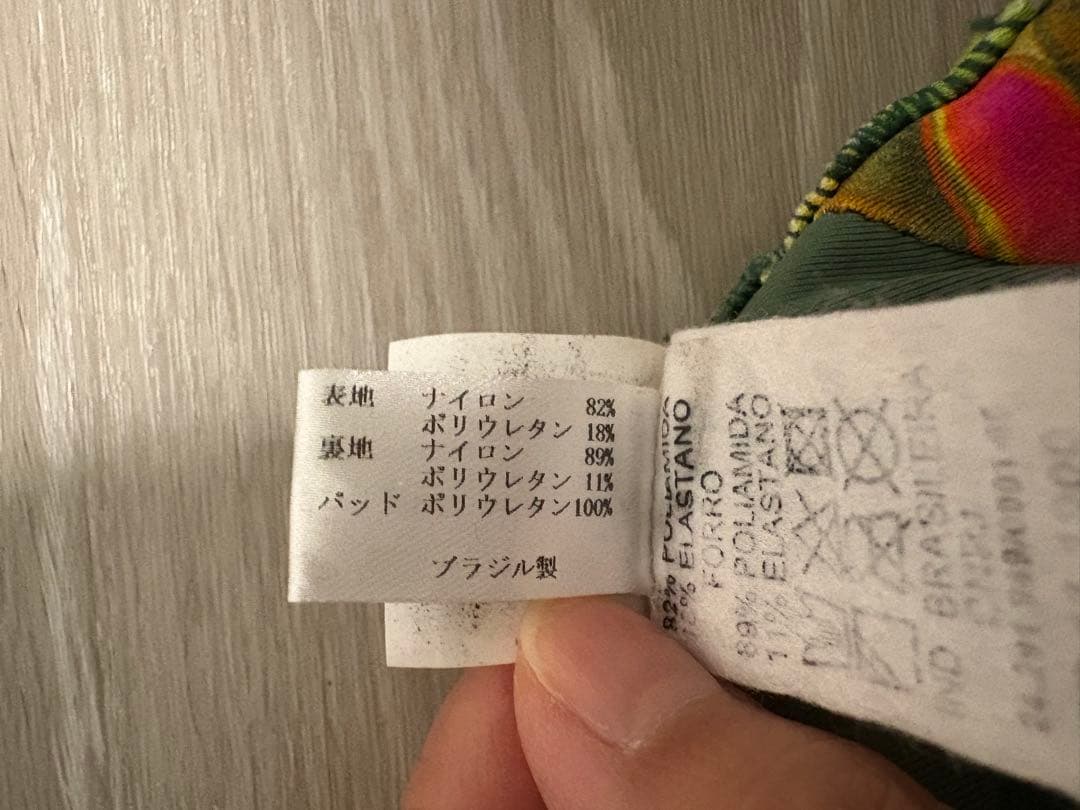 表地 ナイロン 82%
ポリウレタン 18%
裏地 ナイロン 89%
ポリウレタン 11%
パッド ポリウレタン100%
ブラジル製
82% POLIAMIDA
18% ELASTANO
FORRO
89% POLIAMIDA
11% ELASTANO
IND BRASILEIRA